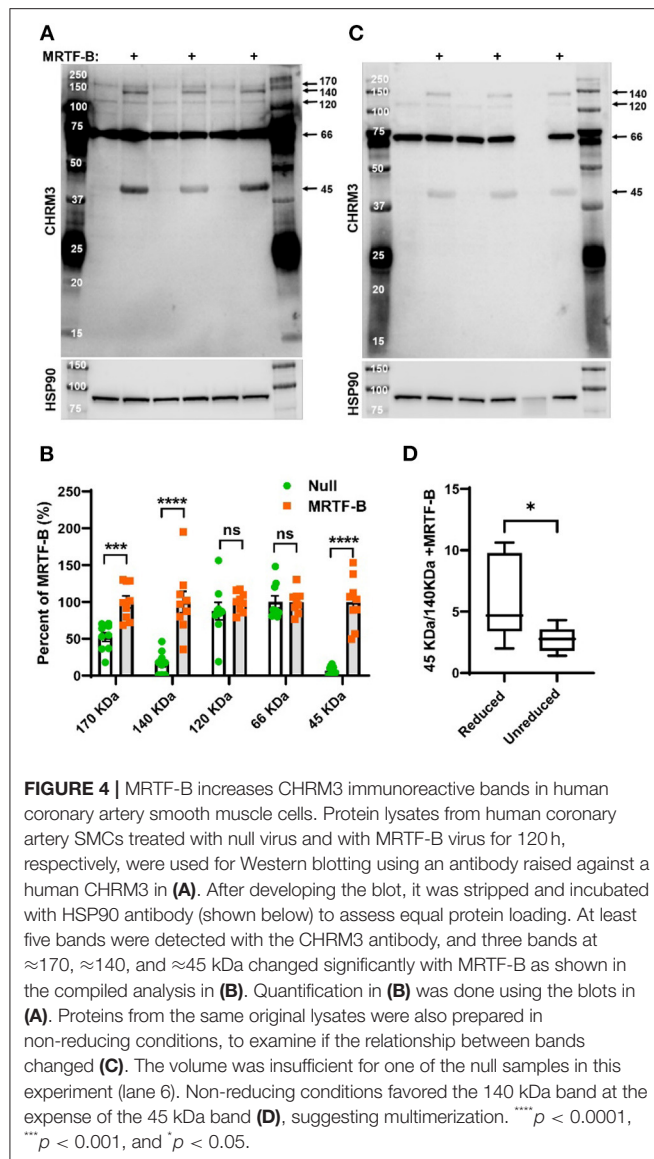 A
C
MRTF-B: + + +
+ + +
250
150
100
75
50
37
25
20
15
170
140
120
66
45
CHRM3
250
150
100
75
50
37
25
20
15
140
120
66
45
CHRM3
150
100
75
HSP90
150
100
75
HSP90
B
D
Null
MRTF-B
Percent of MRTF-B (%)
250
200
150
100
50
0
*** **** ns ns ****
170 KDa 140 KDa 120 KDa 66 KDa 45 KDa
45 KDa/140KDa +MRTF-B
15
10
5
0
*
Reduced Unreduced
FIGURE 4 | MRTF-B increases CHRM3 immunoreactive bands in human
coronary artery smooth muscle cells. Protein lysates from human coronary
artery SMCs treated with null virus and with MRTF-B virus for 120 h,
respectively, were used for Western blotting using an antibody raised against a
human CHRM3 in (A). After developing the blot, it was stripped and incubated
with HSP90 antibody (shown below) to assess equal protein loading. At least
five bands were detected with the CHRM3 antibody, and three bands at
≈170, ≈140, and ≈45 kDa changed significantly with MRTF-B as shown in
the compiled analysis in (B). Quantification in (B) was done using the blots in
(A). Proteins from the same original lysates were also prepared in
non-reducing conditions, to examine if the relationship between bands
changed (C). The volume was insufficient for one of the null samples in this
experiment (lane 6). Non-reducing conditions favored the 140 kDa band at the
expense of the 45 kDa band (D), suggesting multimerization. ****p < 0.0001,
***p < 0.001, and *p < 0.05.